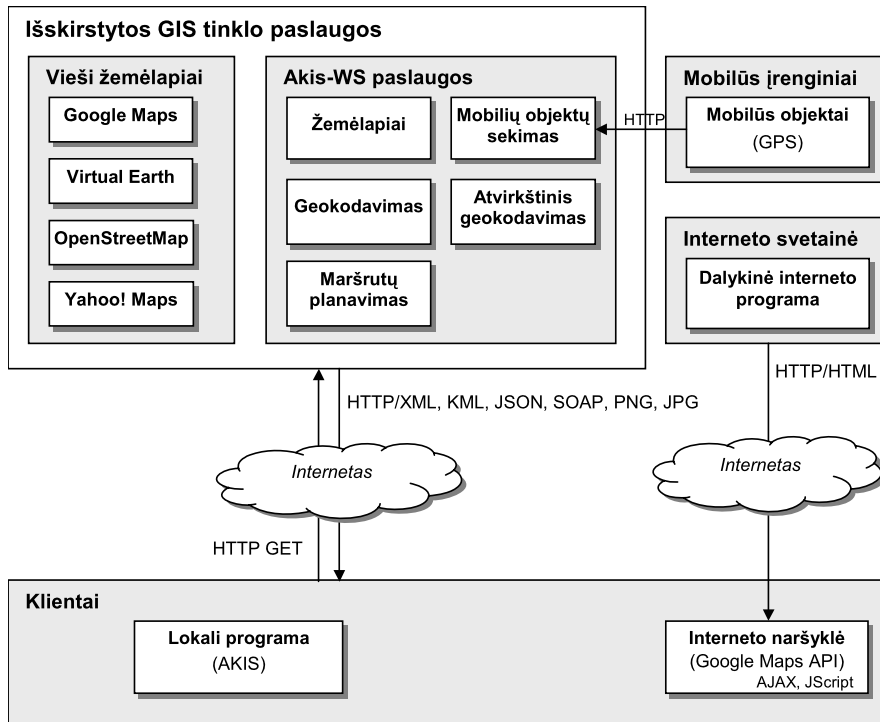 Išskirstytos GIS tinklo paslaugos
Vieši žemėlapiai
Google Maps
Virtual Earth
OpenStreetMap
Yahoo! Maps
Akis-WS paslaugos
Žemėlapiai
Mobilių objektų
sekimas
Geokodavimas
Atvirkštinis
geokodavimas
Maršrutų
planavimas
HTTP
Mobilūs įrenginiai
Mobilūs objektai
(GPS)
Interneto svetainė
Dalykinė interneto
programa
HTTP/HTML
HTTP/XML, KML, JSON, SOAP, PNG, JPG
Internetas
Internetas
HTTP GET
Klientai
Lokali programa
(AKIS)
Interneto naršyklė
(Google Maps API)
AJAX, JScript